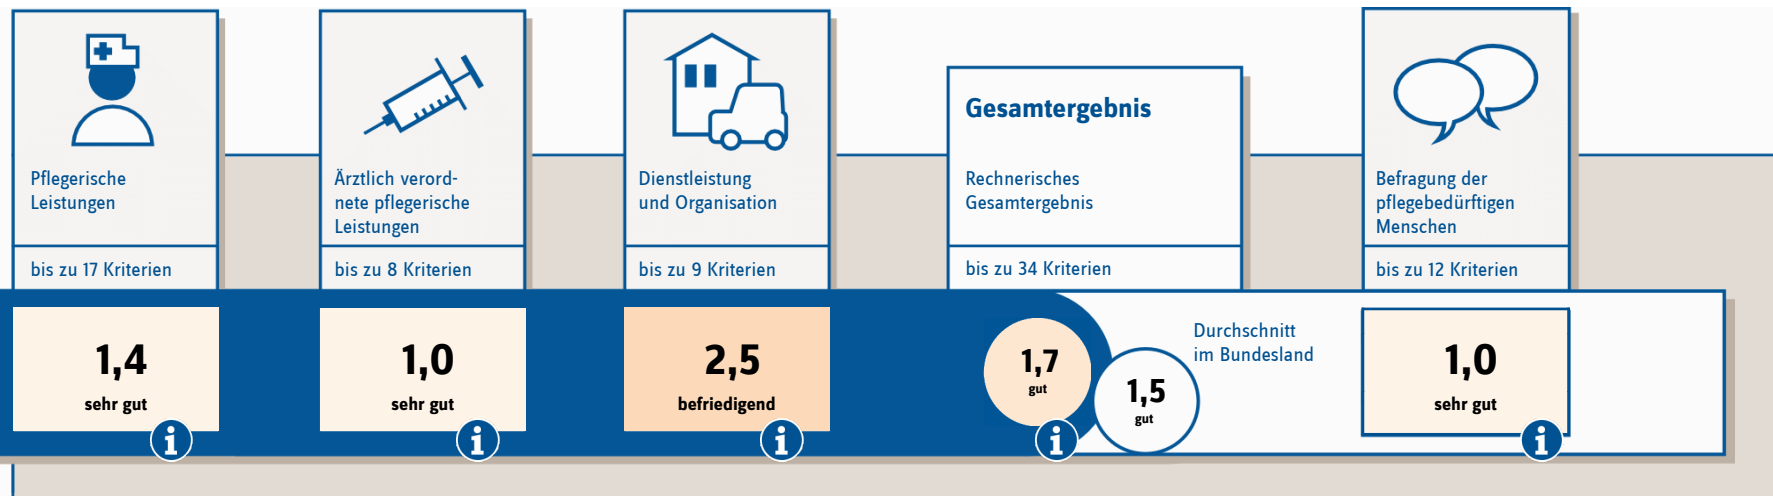 Pflegerische
Leistungen
bis zu 17 Kriterien
1,4
sehr gut
i
Ärztlich verord-
nete pflegerische
Leistungen
bis zu 8 Kriterien
1,0
sehr gut
i
Dienstleistung
und Organisation
bis zu 9 Kriterien
2,5
befriedigend
i
Gesamtergebnis
Rechnerisches
Gesamtergebnis
bis zu 34 Kriterien
1,7
gut
i
1,5
gut
Durchschnitt
im Bundesland
Befragung der
pflegebedürftigen
Menschen
bis zu 12 Kriterien
1,0
sehr gut
i